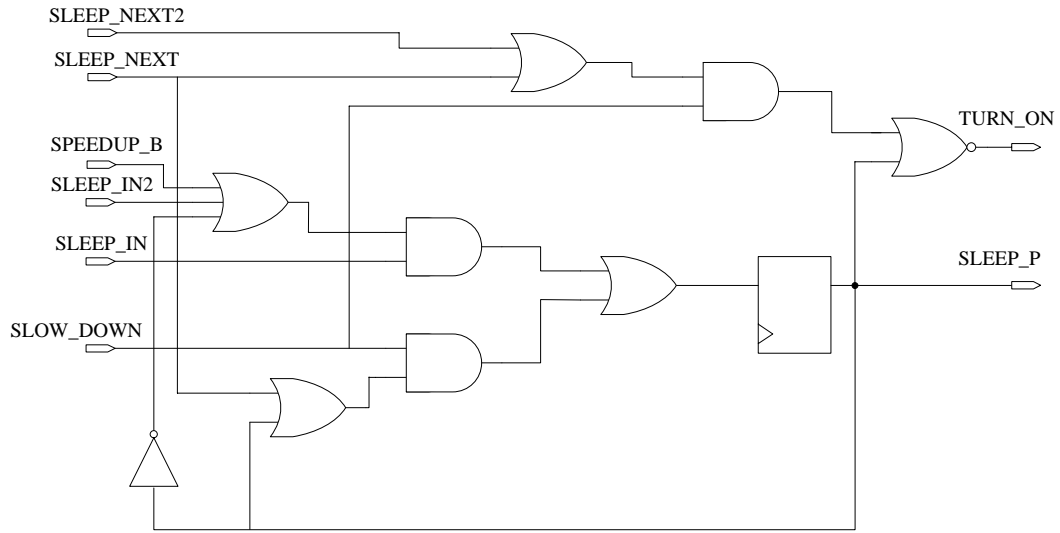 SLEEP_NEXT2
SLEEP_NEXT
TURN_ON
SPEEDUP_B
SLEEP_IN2
SLEEP_IN
SLEEP_P
SLOW_DOWN